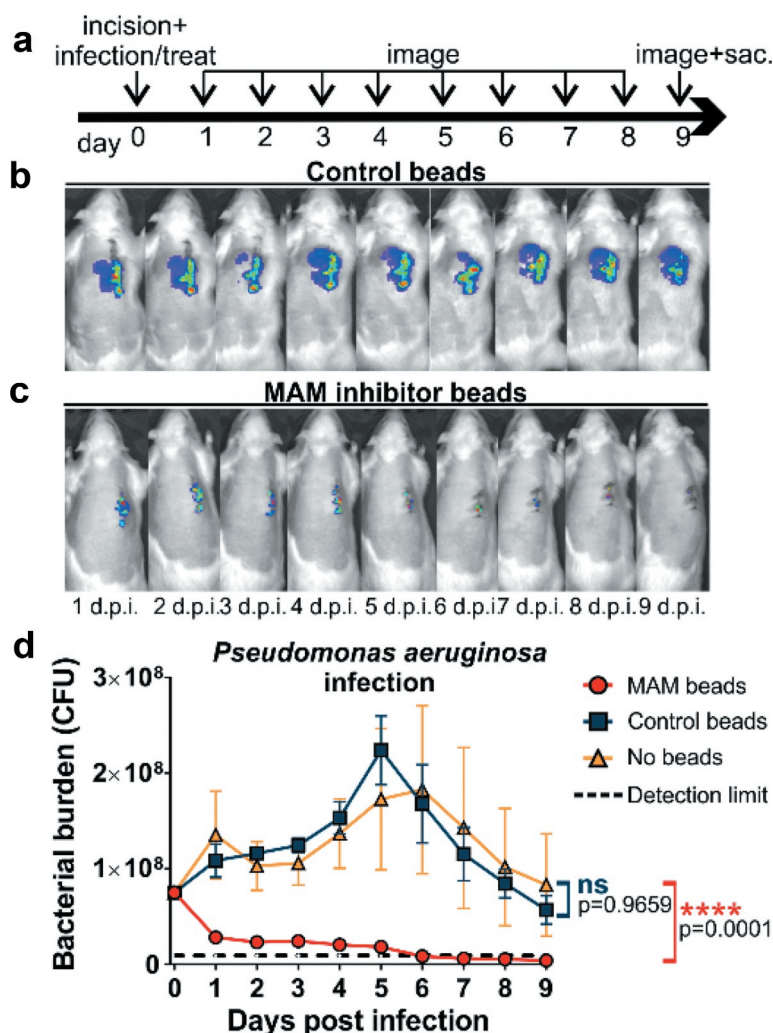 a
incision+
infection/treat
image
image+sac.
day 0 1 2 3 4 5 6 7 8 9
b
Control beads
c
MAM inhibitor beads
1 d.p.i. 2 d.p.i.3 d.p.i. 4 d.p.i. 5 d.p.i.6 d.p.i.7 d.p.i. 8 d.p.i.9 d.p.i.
d
Pseudomonas aeruginosa
infection
Bacterial burden (CFU)
3×10⁸
2×10⁸
1×10⁸
0
0 1 2 3 4 5 6 7 8 9
Days post infection
MAM beads
Control beads
No beads
Detection limit
ns
p=0.9659
****
p=0.0001